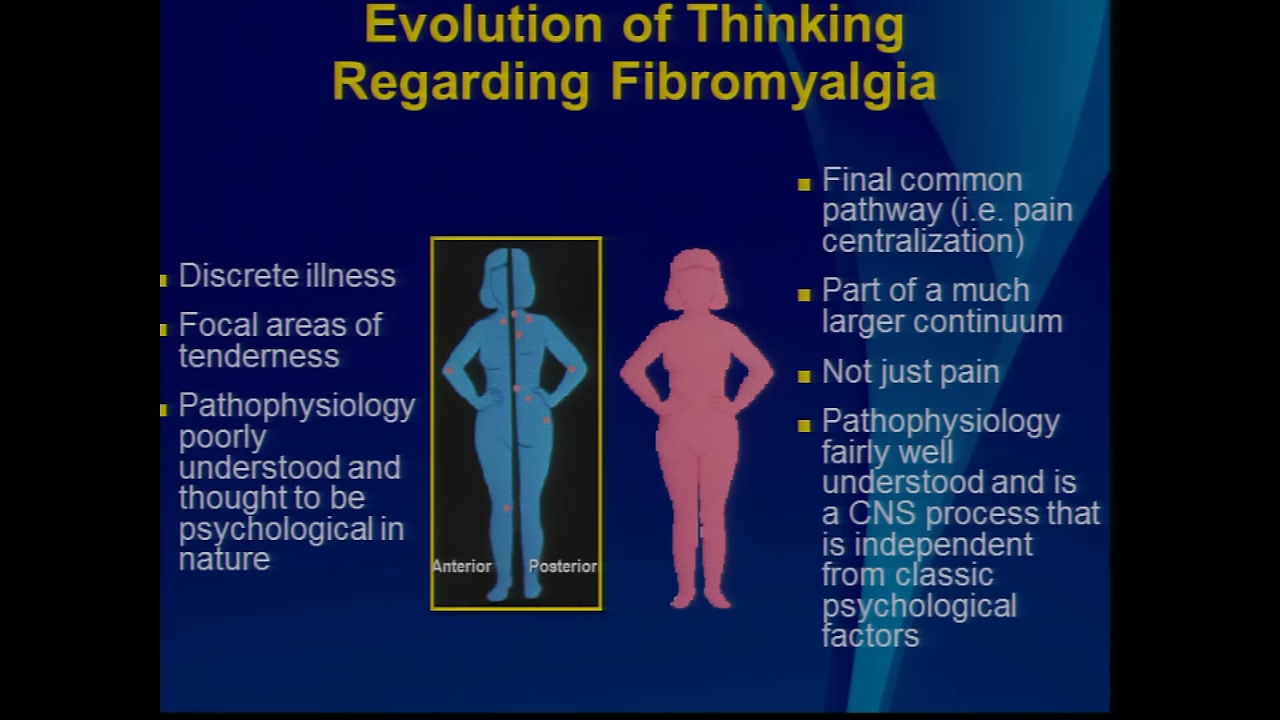 Evolution of Thinking
Regarding Fibromyalgia
Discrete illness
Focal areas of
tenderness
Pathophysiology
poorly
understood and
thought to be
psychological in
nature
Anterior
Posterior
Final common
pathway (i.e. pain
centralization)
Part of a much
larger continuum
Not just pain
Pathophysiology
fairly well
understood and is
a CNS process that
is independent
from classic
psychological
factors